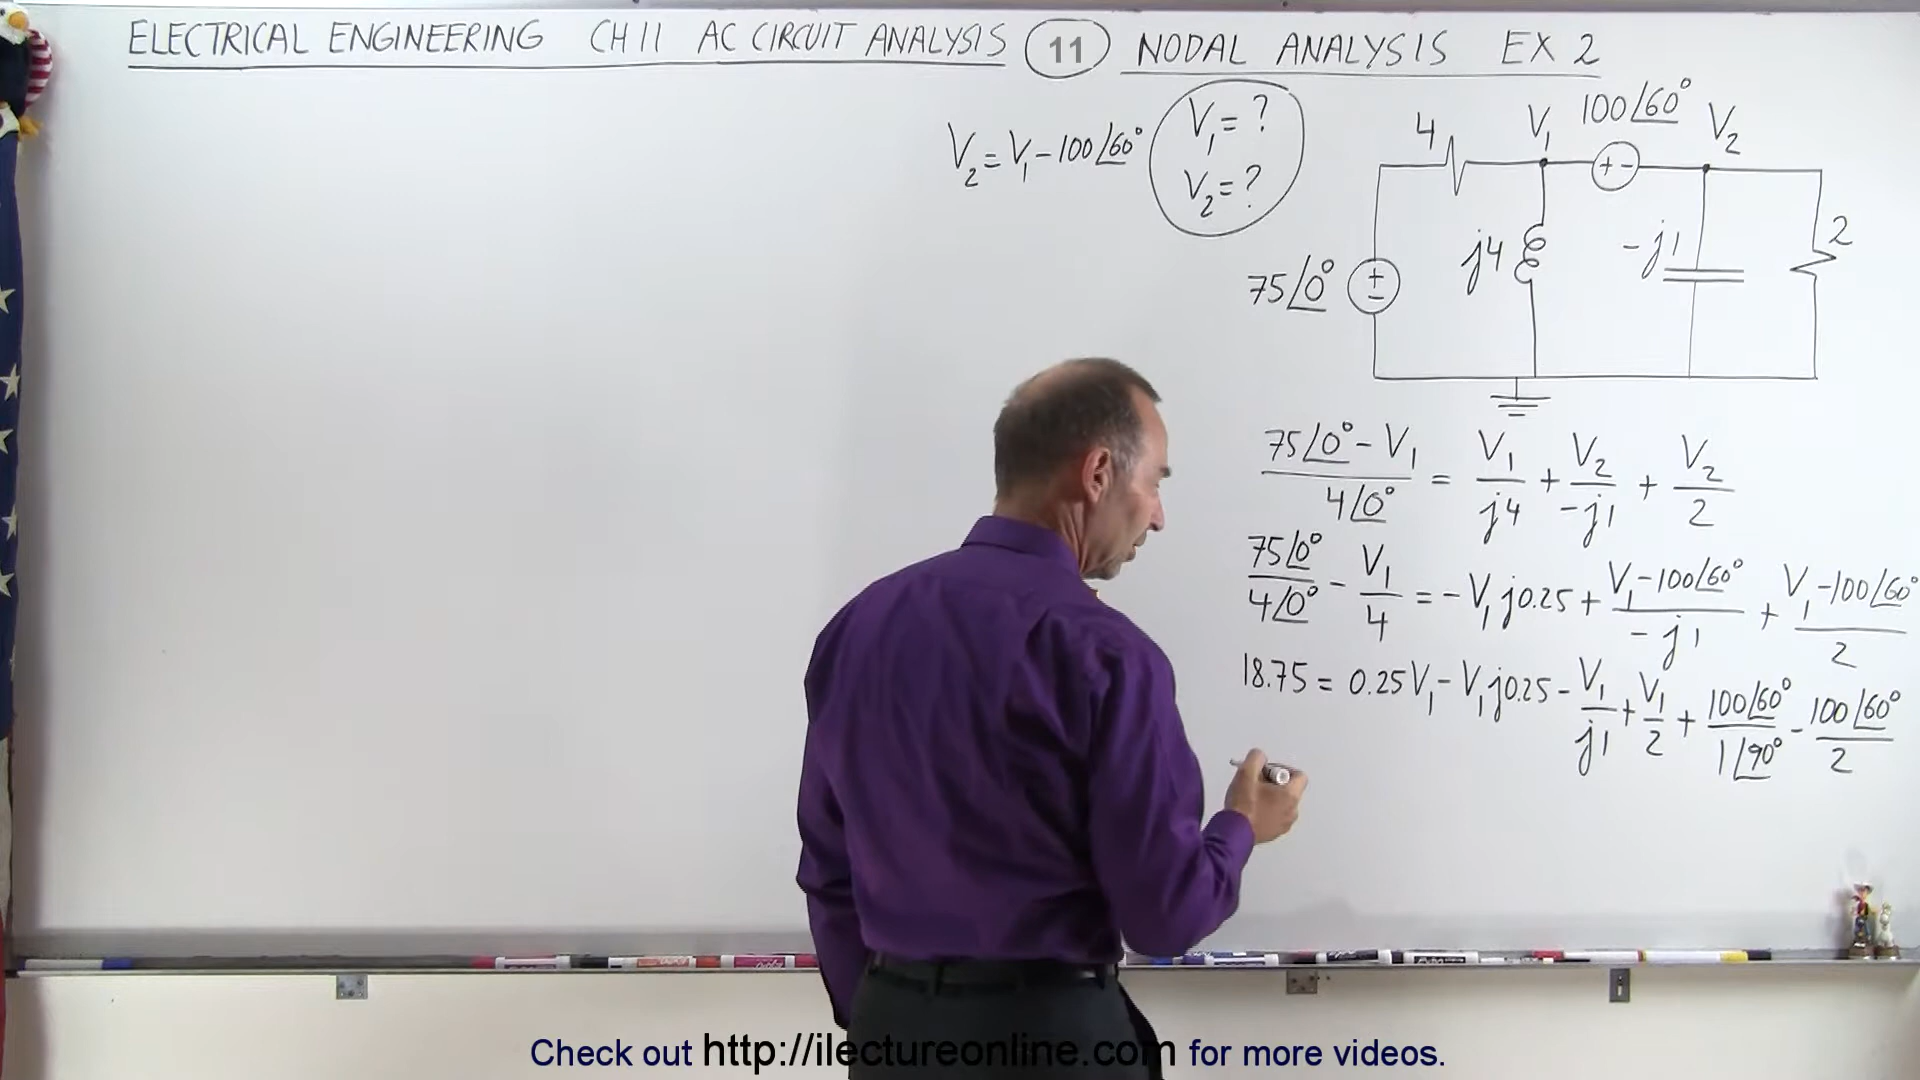 ELECTRICAL ENGINEERING CH 11 AC CIRCUIT ANALYSIS 11 NODAL ANALYSIS EX 2
V₂ = V₁ - 100∠60°
V₁ = ?
V₂ = ?
4 V₁ 100∠60° V₂
+ -
75∠0° + - j4 -j1 2
(75∠0° - V₁)/(4∠0°) = V₁/(j4) + V₂/(-j1) + V₂/2
(75∠0°)/(4∠0°) - V₁/4 = -V₁j0.25 + (V₁-100∠60°)/(-j1) + (V₁-100∠60°)/2
18.75 = 0.25V₁ - V₁j0.25 - V₁/(j1) + V₁/2 + (100∠60°)/(1∠90°) - (100∠60°)/2
Check out http://ilectureonline.com for more videos.